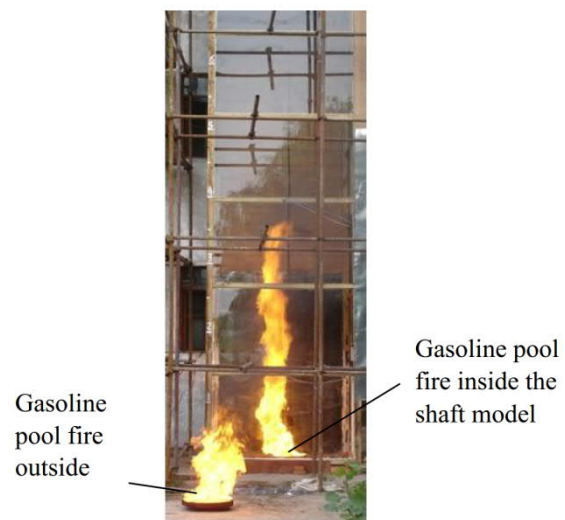 Gasoline
pool fire
outside
Gasoline pool
fire inside the
shaft model